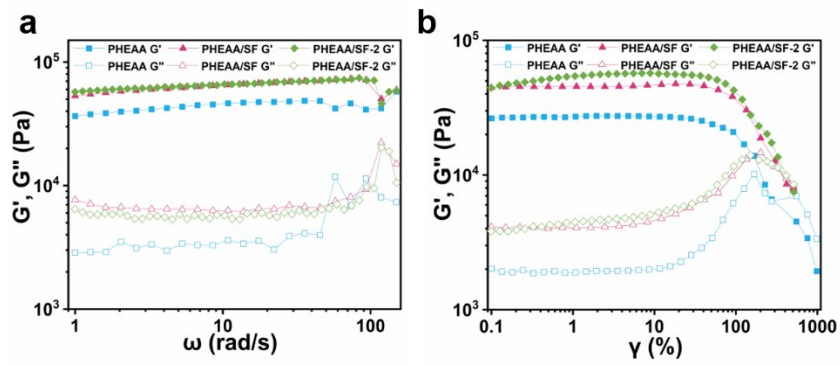 a
PHEAA G' PHEAA/SF G' PHEAA/SF-2 G'
PHEAA G" PHEAA/SF G" PHEAA/SF-2 G"
10⁵
10⁴
10³
G', G" (Pa)
1 10 100
ω (rad/s)
b
PHEAA G' PHEAA/SF G' PHEAA/SF-2 G'
PHEAA G" PHEAA/SF G" PHEAA/SF-2 G"
10⁵
10⁴
10³
G', G" (Pa)
0.1 1 10 100 1000
γ (%)